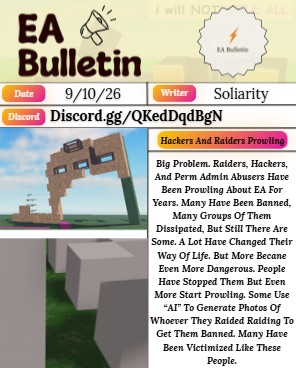 i will NOT
ALL
EA
Bulletin
EA Bulletin
Date 9/10/26 Writer Soliarity
Discord Discord.gg/QKedDqdBgN
Hackers And Raiders Prowling
Big Problem. Raiders, Hackers,
And Perm Admin Abusers Have
Been Prowling About EA For
Years. Many Have Been Banned,
Many Groups Of Them
Dissipated, But Still There Are
Some. A Lot Have Changed Their
Way Of Life. But More Becane
Even More Dangerous. People
Have Stopped Them But Even
More Start Prowling. Some Use
“AI” To Generate Photos Of
Whoever They Raided Raiding To
Get Them Banned. Many Have
Been Victimized Like These
People.